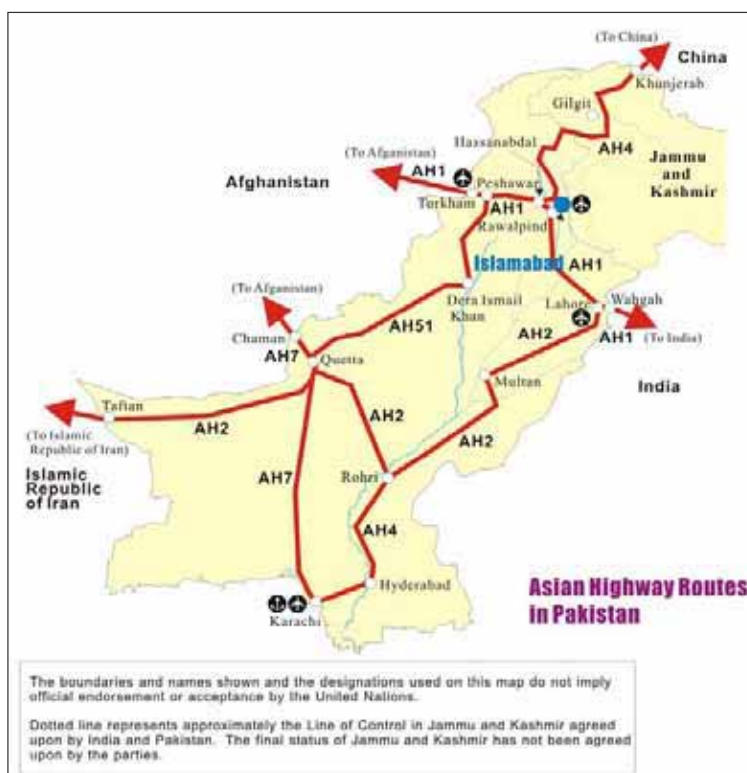 (To China)
China
Khunjerab
Gilgit
Hassanabdal
AH4
Jammu
and
Kashmir
(To Afganistan)
AH1
Afghanistan
Peshawar
Torkham
AH1
Rawalpind
Islamabad
AH1
(To Afganistan)
Dera Ismail
Khan
Lahore
Wahgah
AH51
AH2
AH1
(To India)
Chaman
AH7
Quetta
India
Multan
Taftan
AH2
AH2
AH2
(To Islamic
Republic of Iran)
Islamic
Republic
of Iran
AH7
Rohri
AH4
Hyderabad
Karachi
Asian Highway Routes
in Pakistan
The boundaries and names shown and the designations used on this map do not imply
official endorsement or acceptance by the United Nations.
Dotted line represents approximately the Line of Control in Jammu and Kashmir agreed
upon by India and Pakistan. The final status of Jammu and Kashmir has not been agreed
upon by the parties.